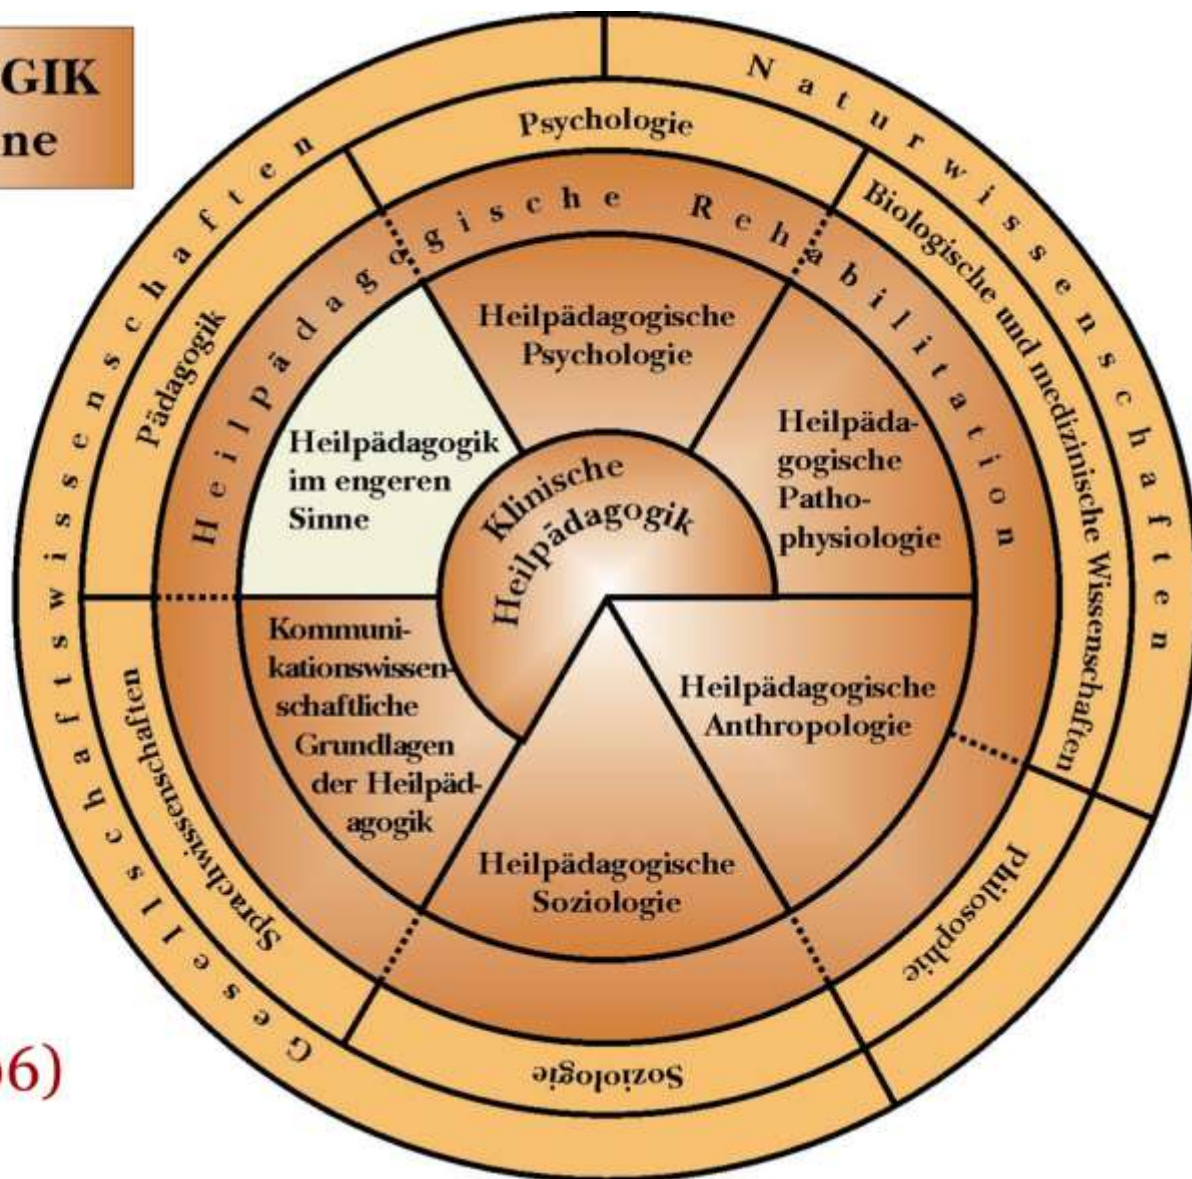 GIK
ne
Naturwissenschaften
Gesellschaftswissenschaften
Psychologie
Biologische und medizinische Wissenschaften
Philosophie
Soziologie
Sprachwissenschaften
Pädagogik
Heilpädagogische Rehabilitation
Heilpädagogische
Psychologie
Heilpäda-
gogische
Patho-
physiologie
Heilpädagogische
Anthropologie
Heilpädagogische
Soziologie
Kommuni-
kationswissen-
schaftliche
Grundlagen
der Heilpäd-
agogik
Heilpädagogik
im engeren
Sinne
Klinische
Heilpädagogik
6)